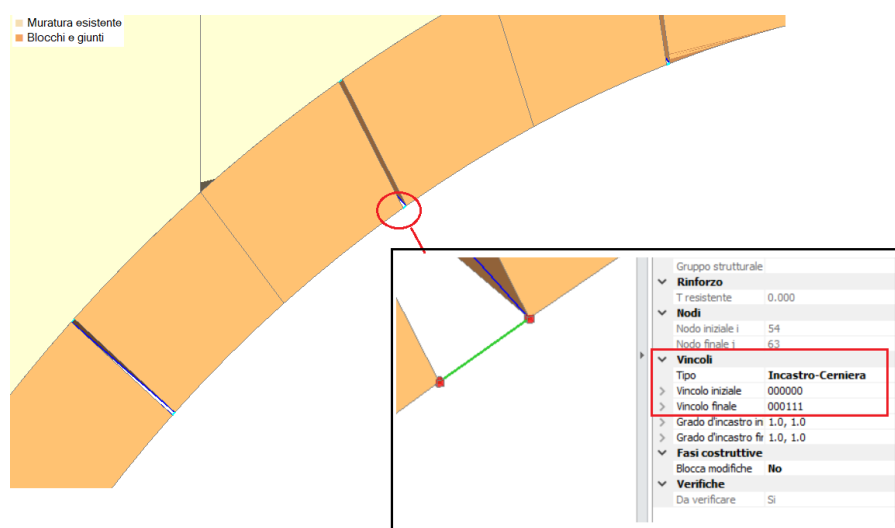 Muratura esistente
Blocchi e giunti
Gruppo strutturale
Rinforzo
T resistente 0.000
Nodi
Nodo iniziale i 54
Nodo finale j 63
Vincoli
Tipo Incastro-Cerniera
Vincolo iniziale 000000
Vincolo finale 000111
Grado d'incastro in 1.0, 1.0
Grado d'incastro fir 1.0, 1.0
Fasi costruttive
Blocca modifiche No
Verifiche
Da verificare Si